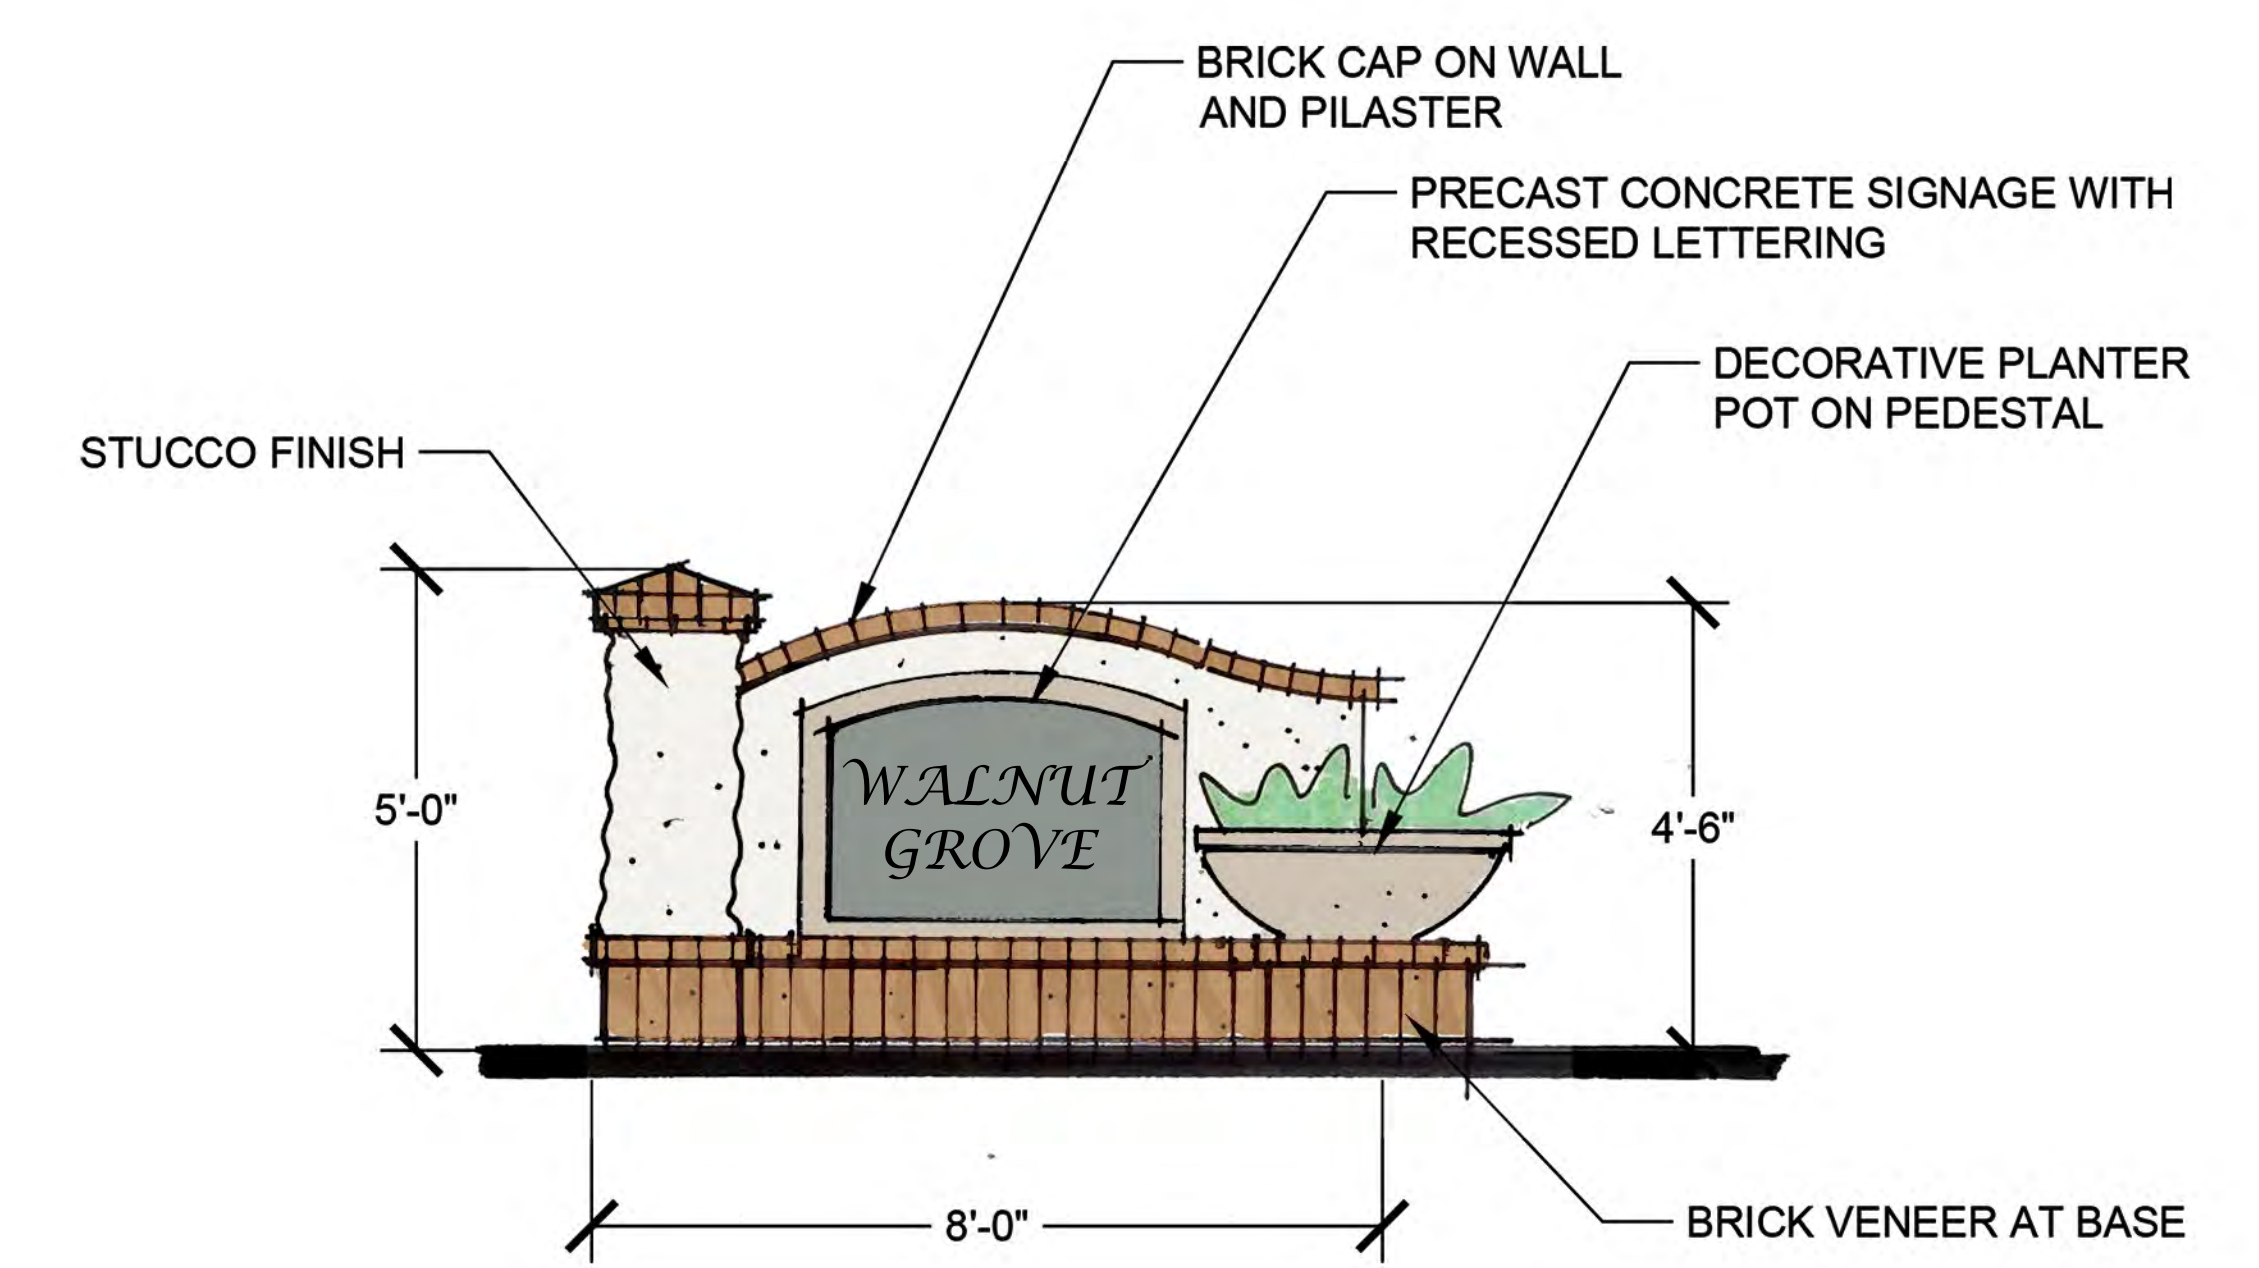 BRICK CAP ON WALL
AND PILASTER
PRECAST CONCRETE SIGNAGE WITH
RECESSED LETTERING
DECORATIVE PLANTER
POT ON PEDESTAL
STUCCO FINISH
5'-0"
WALNUT
GROVE
4'-6"
8'-0"
BRICK VENEER AT BASE